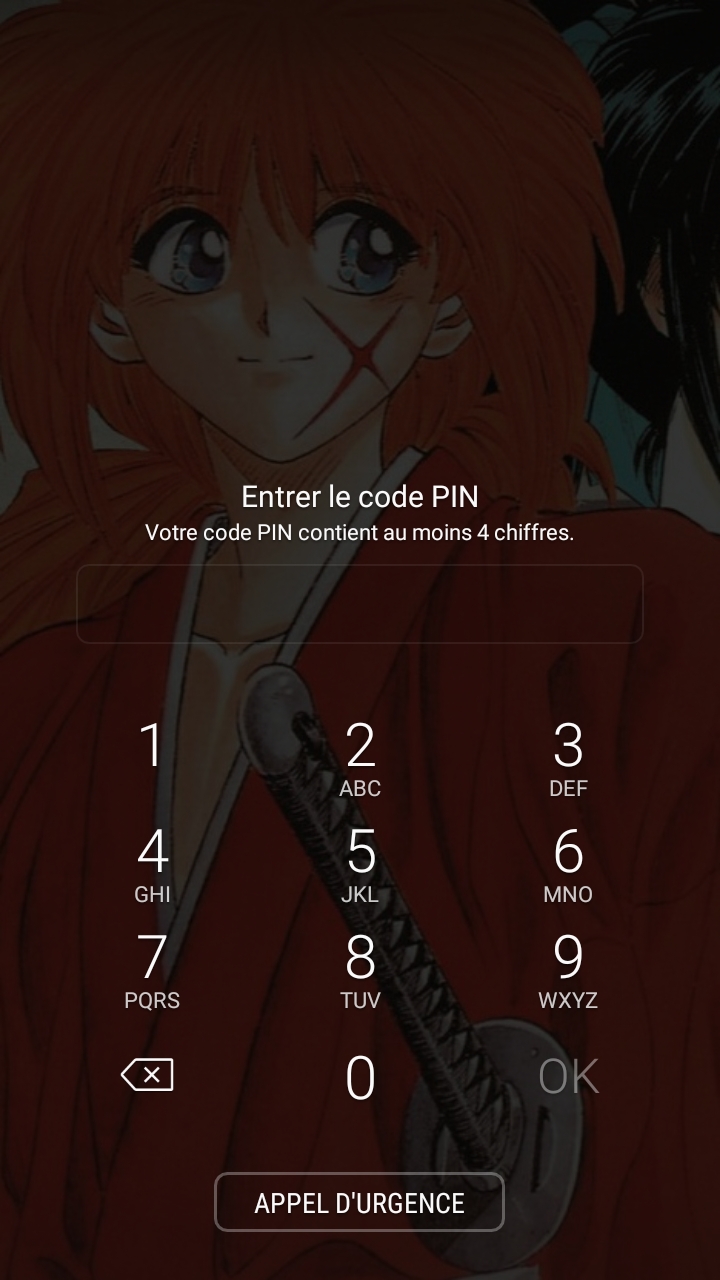 Entrer le code PIN
Votre code PIN contient au moins 4 chiffres.
1 2 3
ABC DEF
4 5 6
GHI JKL MNO
7 8 9
PQRS TUV WXYZ
0 OK
APPEL D'URGENCE